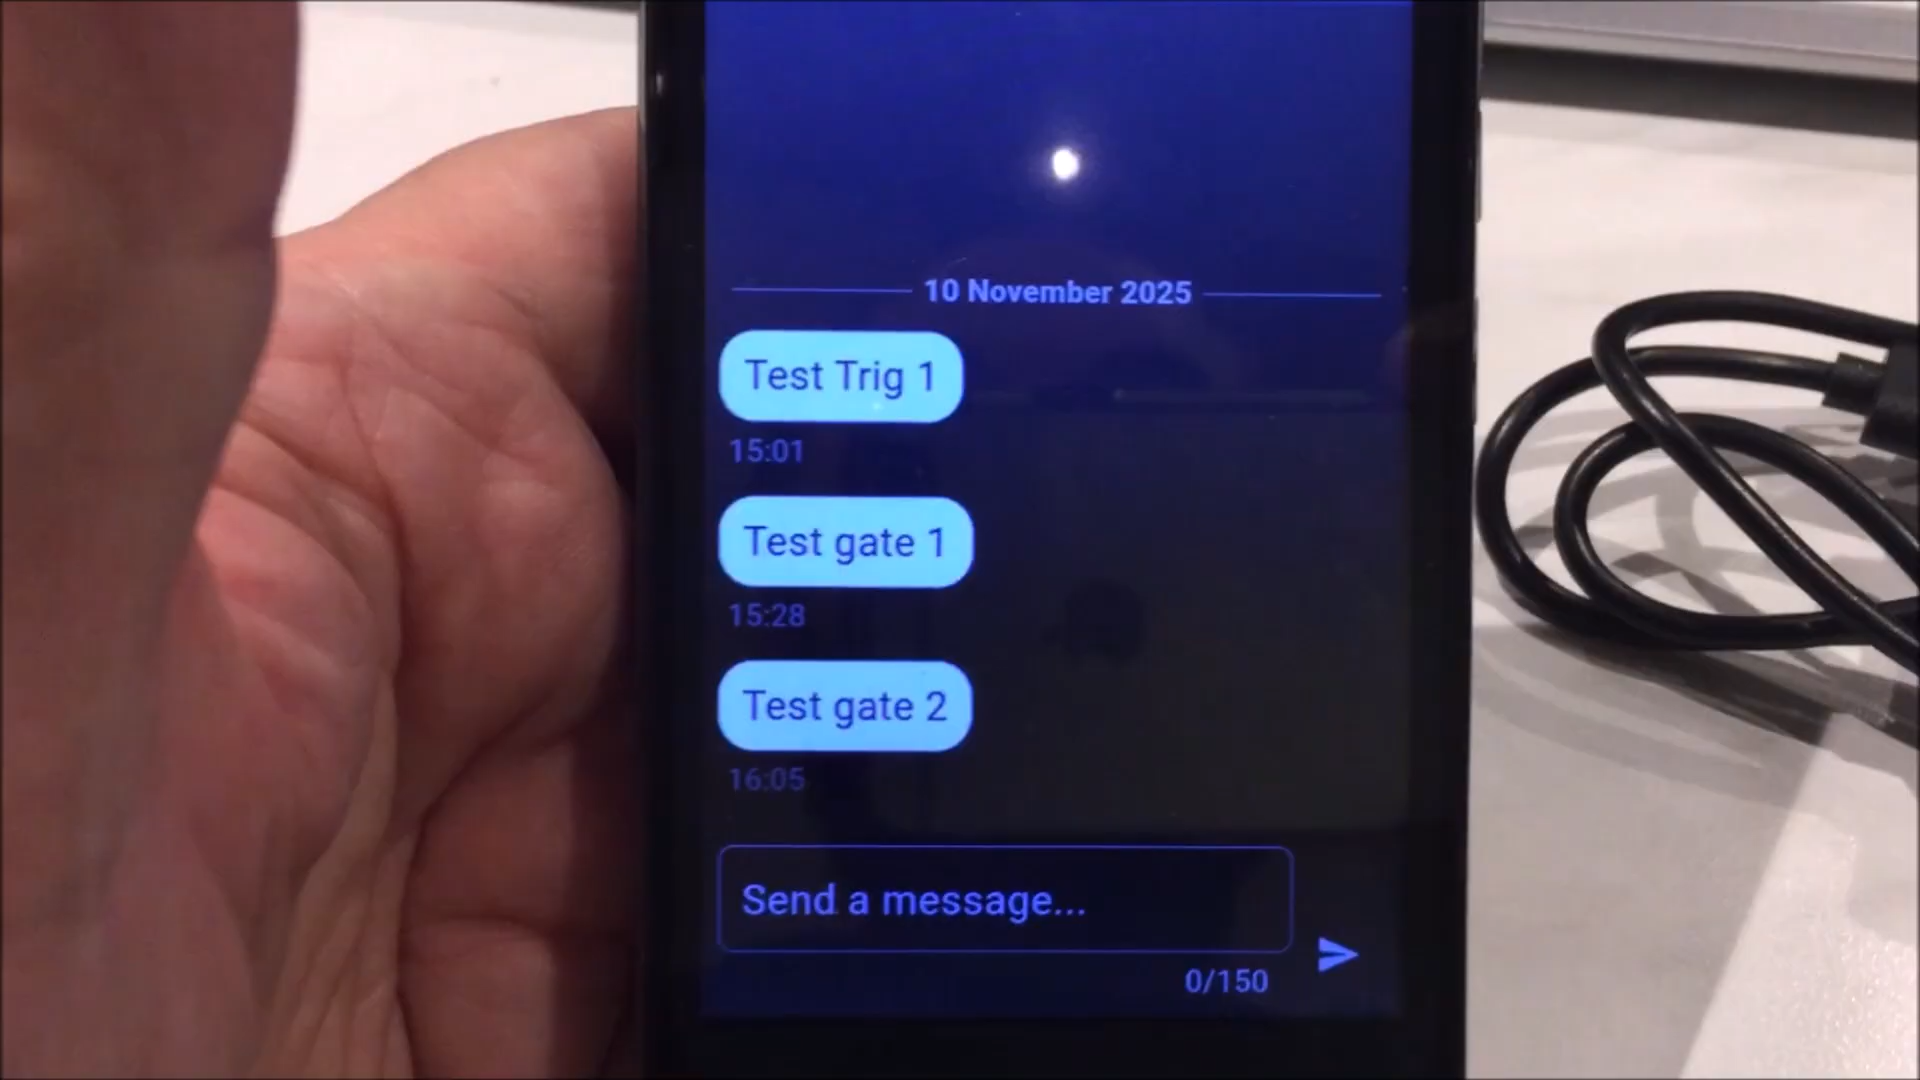 10 November 2025
Test Trig 1
15:01
Test gate 1
15:28
Test gate 2
16:05
Send a message...
0/150